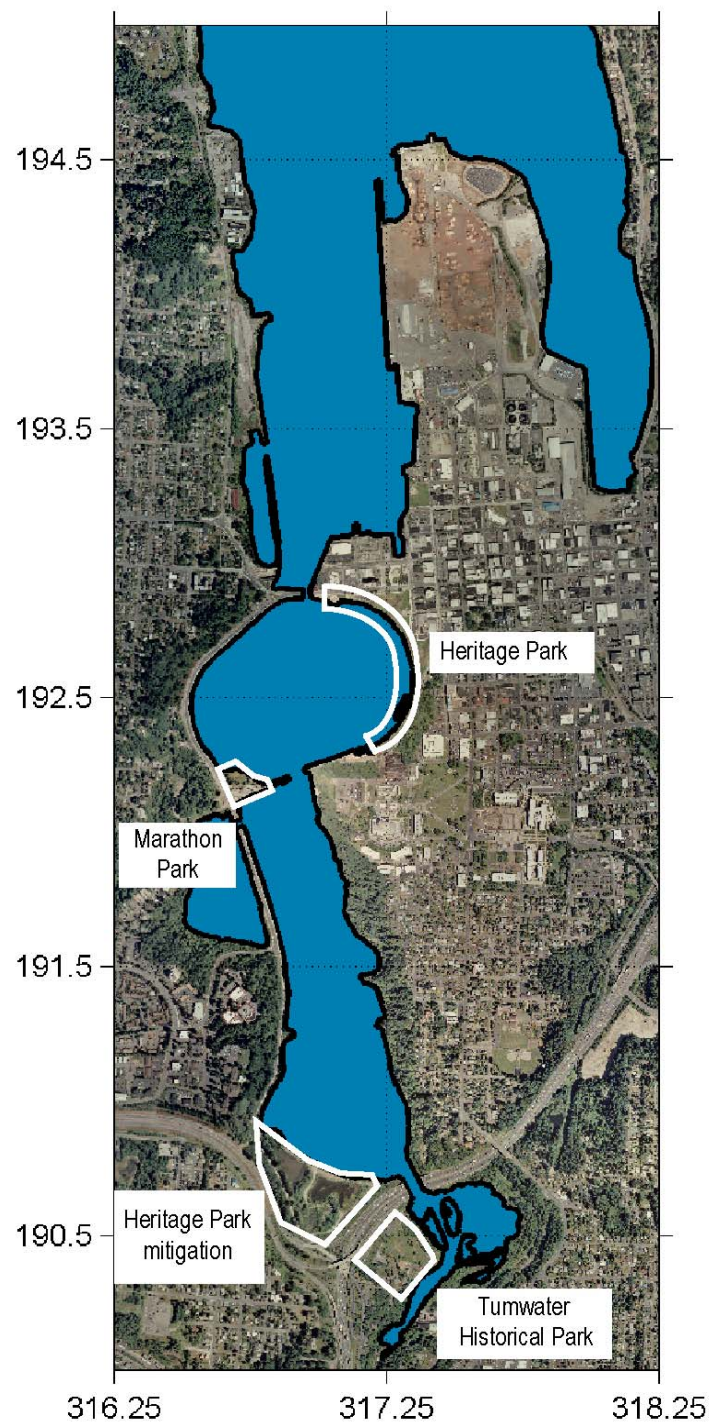 194.5
193.5
Heritage Park
192.5
Marathon
Park
191.5
Heritage Park
mitigation
190.5
Tumwater
Historical Park
316.25
317.25
318.25